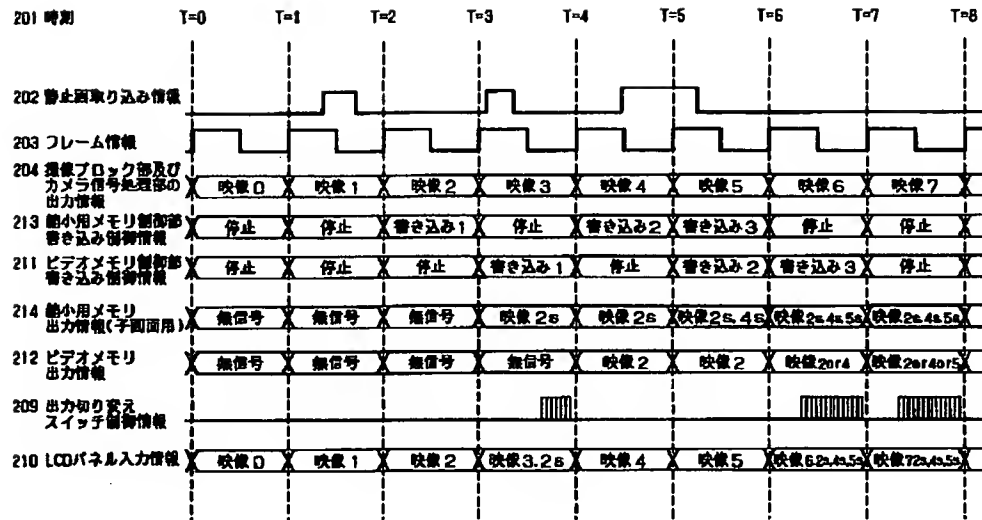 201 時刻 T=0 T=1 T=2 T=3 T=4 T=5 T=6 T=7 T=8
202 静止画取り込み情報
203 フレーム情報
204 撮像ブロック部及び
カメラ信号処理部の
出力情報
映像0 映像1 映像2 映像3 映像4 映像5 映像6 映像7
213 縮小用メモリ制御部
書き込み制御情報
停止 停止 書き込み1 停止 書き込み2 書き込み3 停止 停止
211 ビデオメモリ制御部
書き込み制御情報
停止 停止 停止 書き込み1 停止 書き込み2 書き込み3 停止
214 縮小用メモリ
出力情報(子画面用)
無信号 無信号 無信号 映像2s 映像2s 映像2s.4s 映像2s.4s.5s 映像2s.4s.5s
212 ビデオメモリ
出力情報
無信号 無信号 無信号 無信号 映像2 映像2 映像2or4 映像2or4or5
209 出力切り変え
スイッチ制御情報
210 LCDパネル入力情報 映像0 映像1 映像2 映像3.2s 映像4 映像5 映像6.2s,4s,5s 映像72s,4s,5s